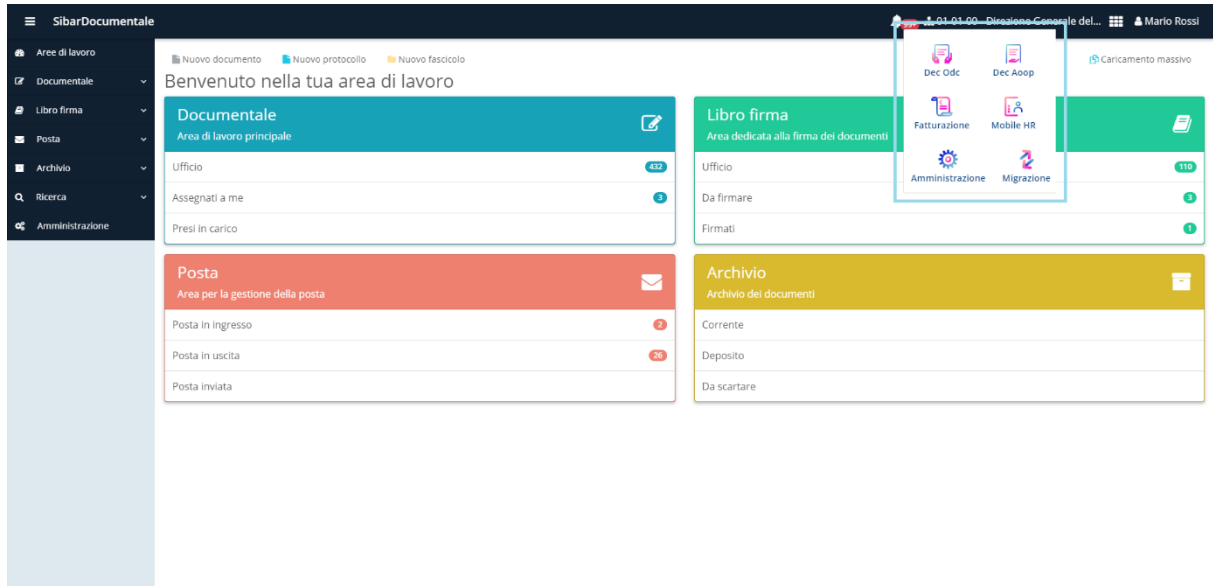 SibarDocumentale
01-01-00 - Direzione Generale del...
Mario Rossi
Aree di lavoro
Documentale
Libro firma
Posta
Archivio
Ricerca
Amministrazione
Nuovo documento Nuovo protocollo Nuovo fascicolo
Caricamento massivo
Benvenuto nella tua area di lavoro
Dec Odc Dec Aoop
Fatturazione Mobile HR
Amministrazione Migrazione
Documentale
Area di lavoro principale
Ufficio 432
Assegnati a me 3
Presi in carico
Libro firma
Area dedicata alla firma dei documenti
Ufficio 110
Da firmare 3
Firmati 1
Posta
Area per la gestione della posta
Posta in ingresso 2
Posta in uscita 26
Posta inviata
Archivio
Archivio dei documenti
Corrente
Deposito
Da scartare